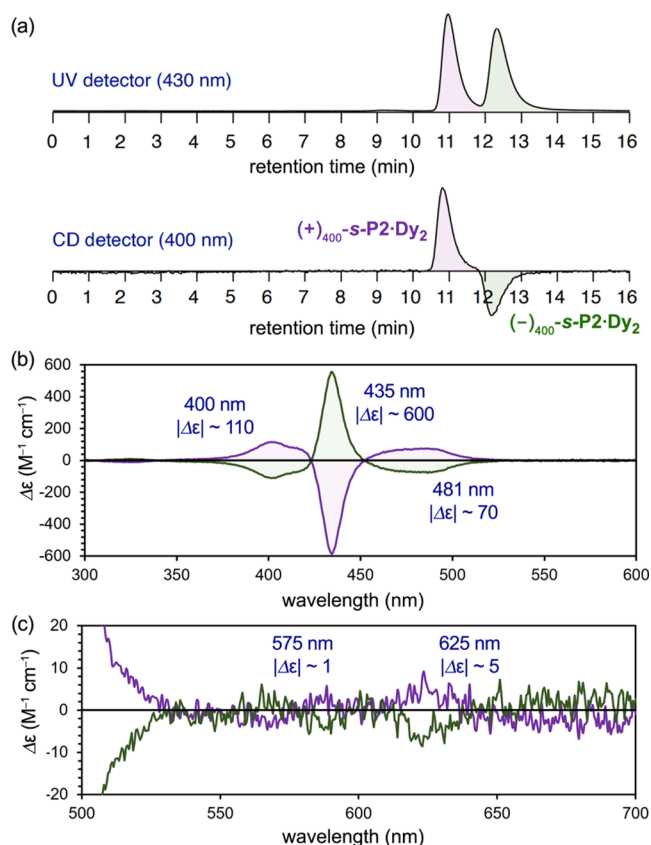 (a)
UV detector (430 nm)
0 1 2 3 4 5 6 7 8 9 10 11 12 13 14 15 16
retention time (min)
CD detector (400 nm)
(+)400-s-P2·Dy2
0 1 2 3 4 5 6 7 8 9 10 11 12 13 14 15 16
retention time (min)
(−)400-s-P2·Dy2
(b)
Δε (M−1 cm−1)
600
400
200
0
-200
-400
-600
400 nm
|Δε| ~ 110
435 nm
|Δε| ~ 600
481 nm
|Δε| ~ 70
300 350 400 450 500 550 600
wavelength (nm)
(c)
Δε (M−1 cm−1)
20
10
0
-10
-20
575 nm
|Δε| ~ 1
625 nm
|Δε| ~ 5
500 550 600 650 700
wavelength (nm)